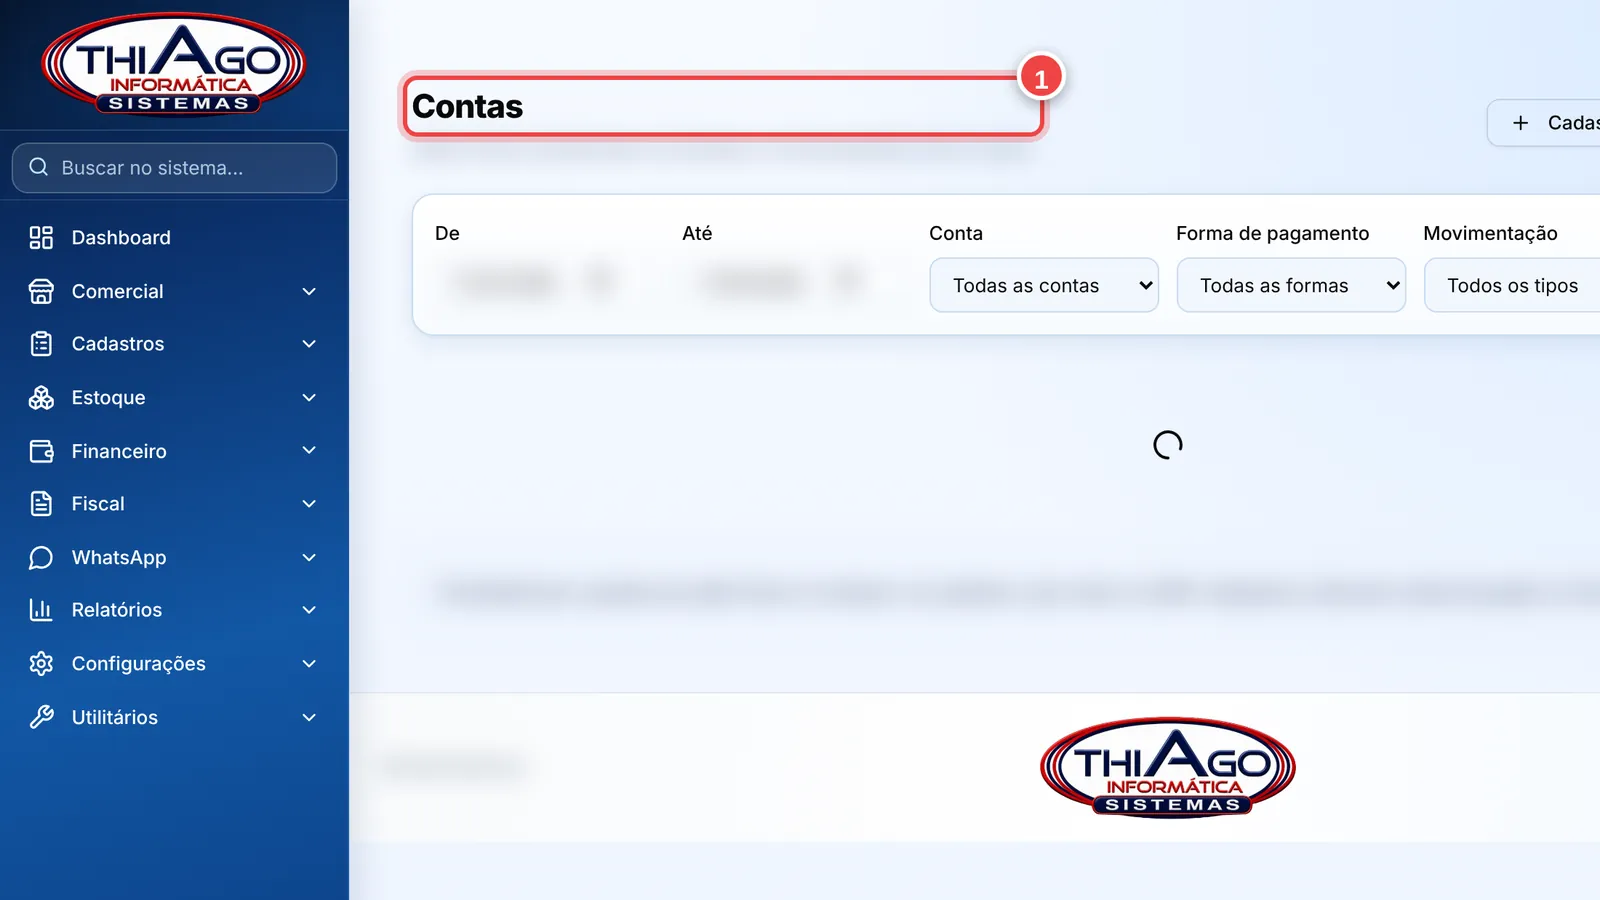 THIAGO
INFORMÁTICA
SISTEMAS
Buscar no sistema...
Dashboard
Comercial
Cadastros
Estoque
Financeiro
Fiscal
WhatsApp
Relatórios
Configurações
Utilitários
Contas
1
+ Cadas
De
Até
Conta
Forma de pagamento
Movimentação
Todas as contas
Todas as formas
Todos os tipos
THIAGO
INFORMÁTICA
SISTEMAS